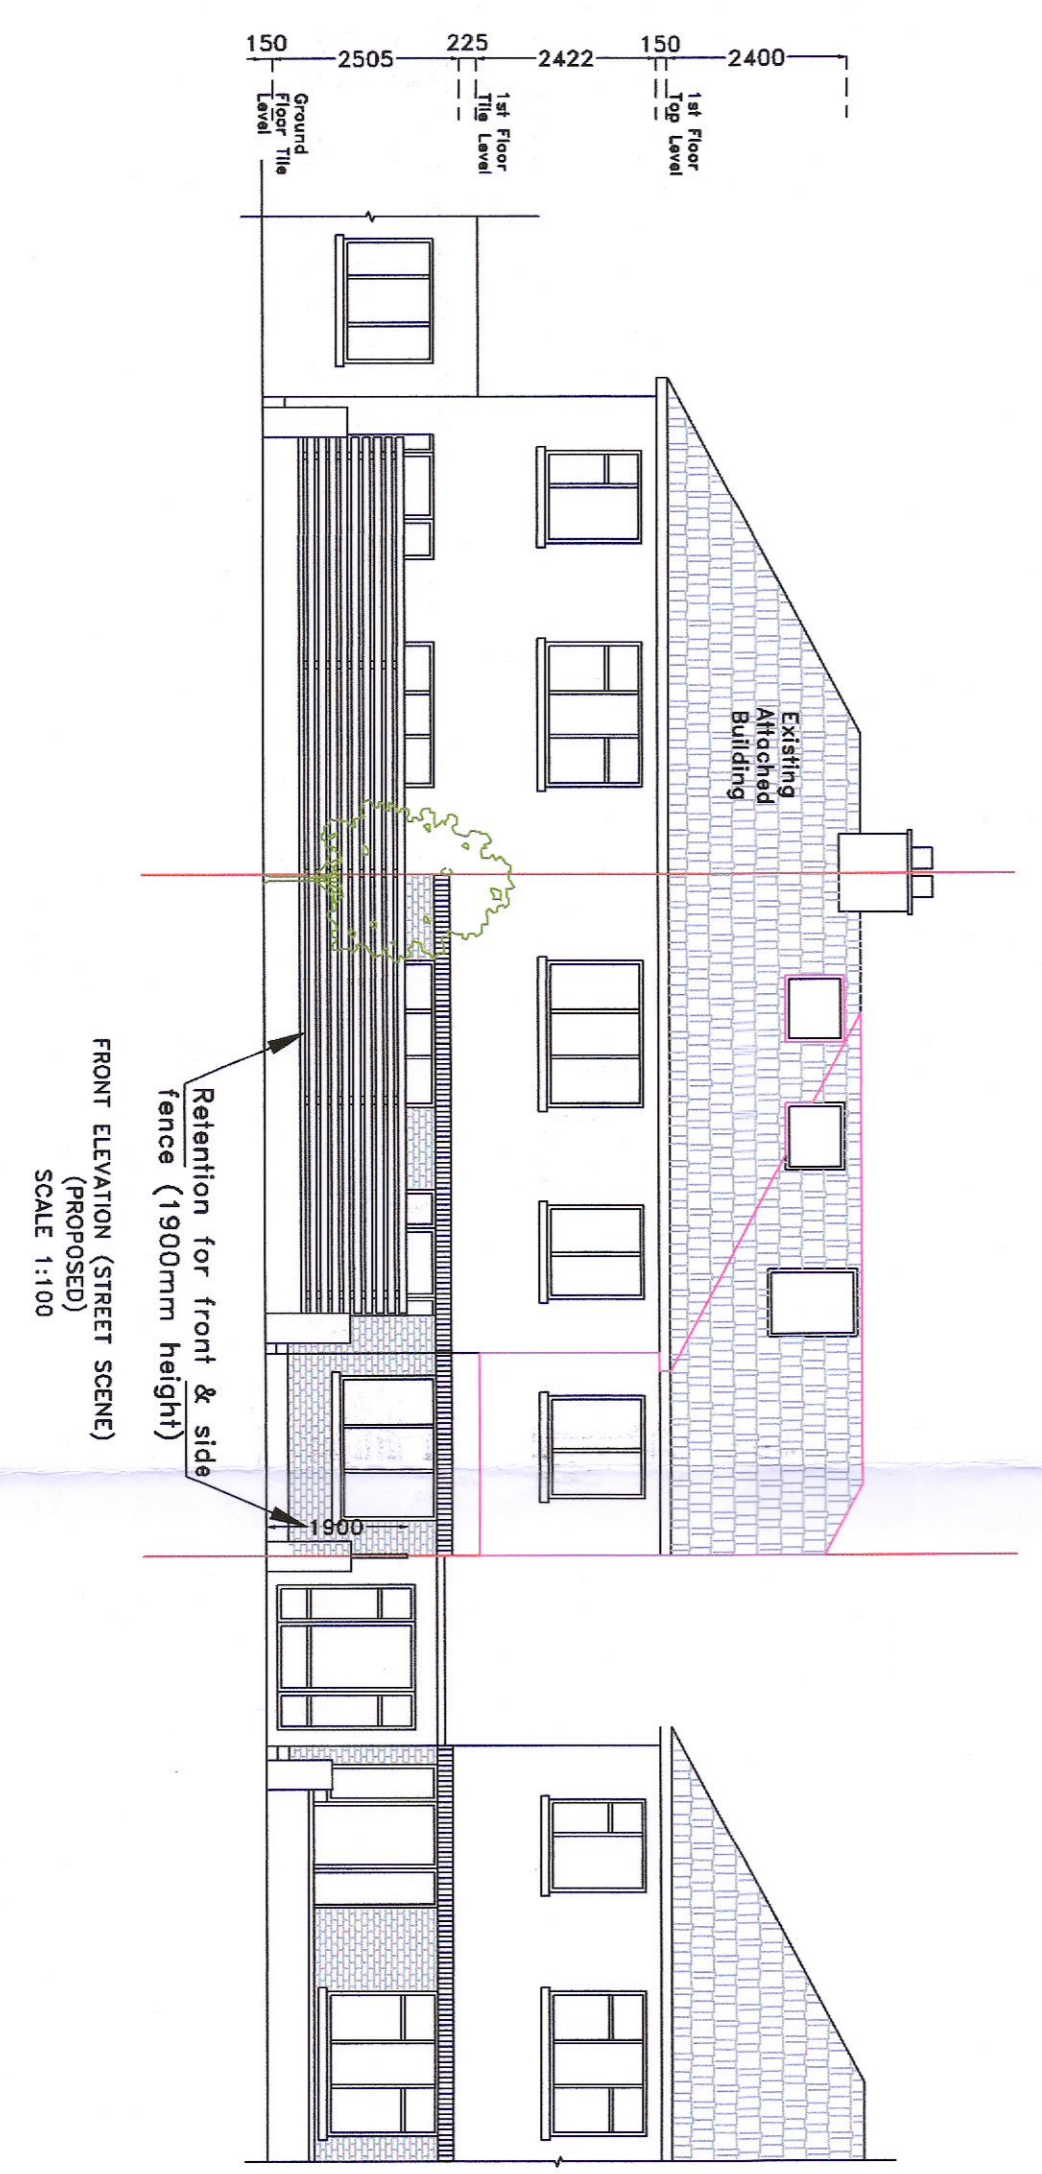 2400
150
2422
225
2505
150
1st Floor
Top Level
1st Floor
Tile Level
Ground
Floor Tile
Level
Existing
Attached
Building
1900
Retention for front & side
fence (1900mm height)
FRONT ELEVATION (STREET SCENE)
(PROPOSED)
SCALE 1:100